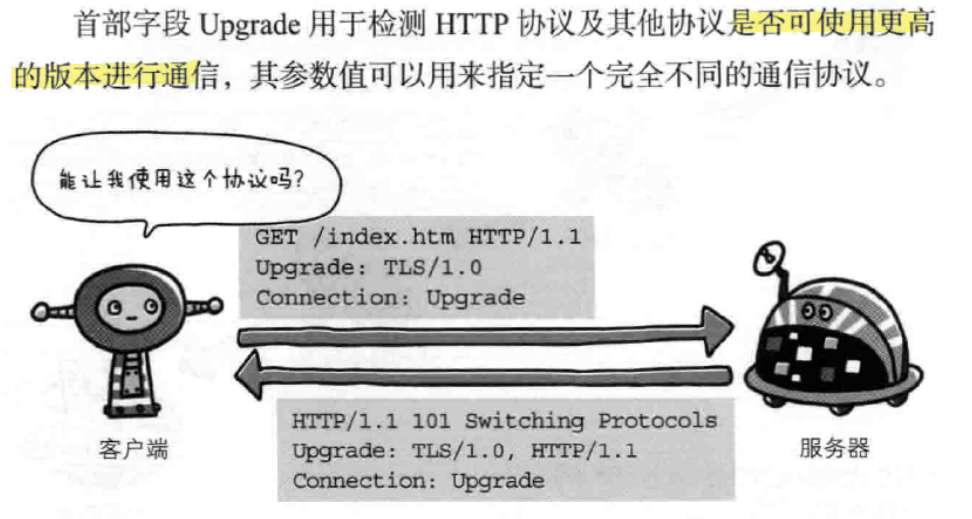 首部字段 Upgrade 用于检测 HTTP 协议及其他协议是否可使用更高
的版本进行通信，其参数值可以用来指定一个完全不同的通信协议。
能让我使用这个协议吗?
GET /index.htm HTTP/1.1
Upgrade: TLS/1.0
Connection: Upgrade
HTTP/1.1 101 Switching Protocols
Upgrade: TLS/1.0, HTTP/1.1
Connection: Upgrade
客户端
服务器